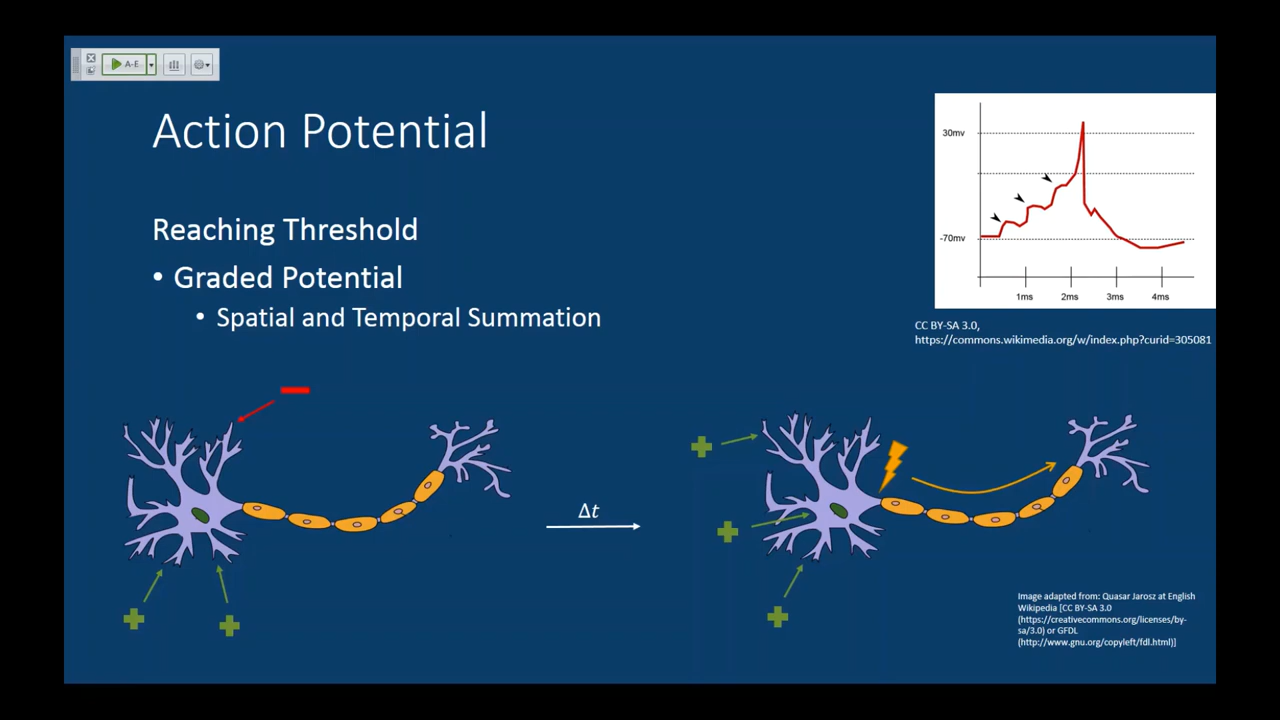 A-E
Action Potential
Reaching Threshold
• Graded Potential
• Spatial and Temporal Summation
30mv
-70mv
1ms 2ms 3ms 4ms
CC BY-SA 3.0,
https://commons.wikimedia.org/w/index.php?curid=305081
Δt
Image adapted from: Quasar Jarosz at English
Wikipedia [CC BY-SA 3.0
(https://creativecommons.org/licenses/by-
sa/3.0) or GFDL
(http://www.gnu.org/copyleft/fdl.html)]